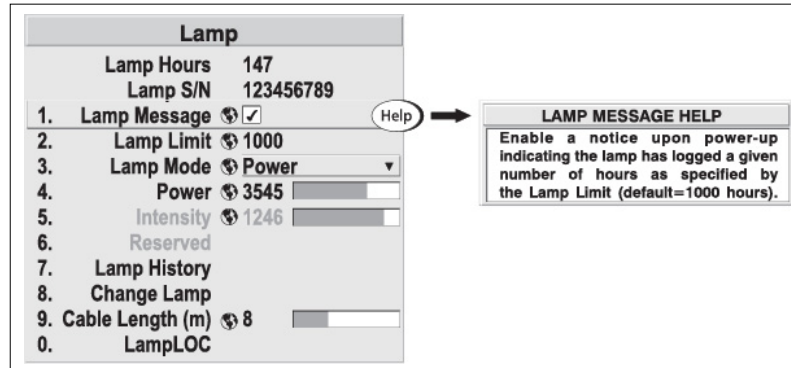 Lamp
Lamp Hours 147
Lamp S/N 123456789
1. Lamp Message ✓
Help
2. Lamp Limit 1000
3. Lamp Mode Power ▼
4. Power 3545
5. Intensity 1246
6. Reserved
7. Lamp History
8. Change Lamp
9. Cable Length (m) 8
0. LampLOC
LAMP MESSAGE HELP
Enable a notice upon power-up
indicating the lamp has logged a given
number of hours as specified by
the Lamp Limit (default=1000 hours).